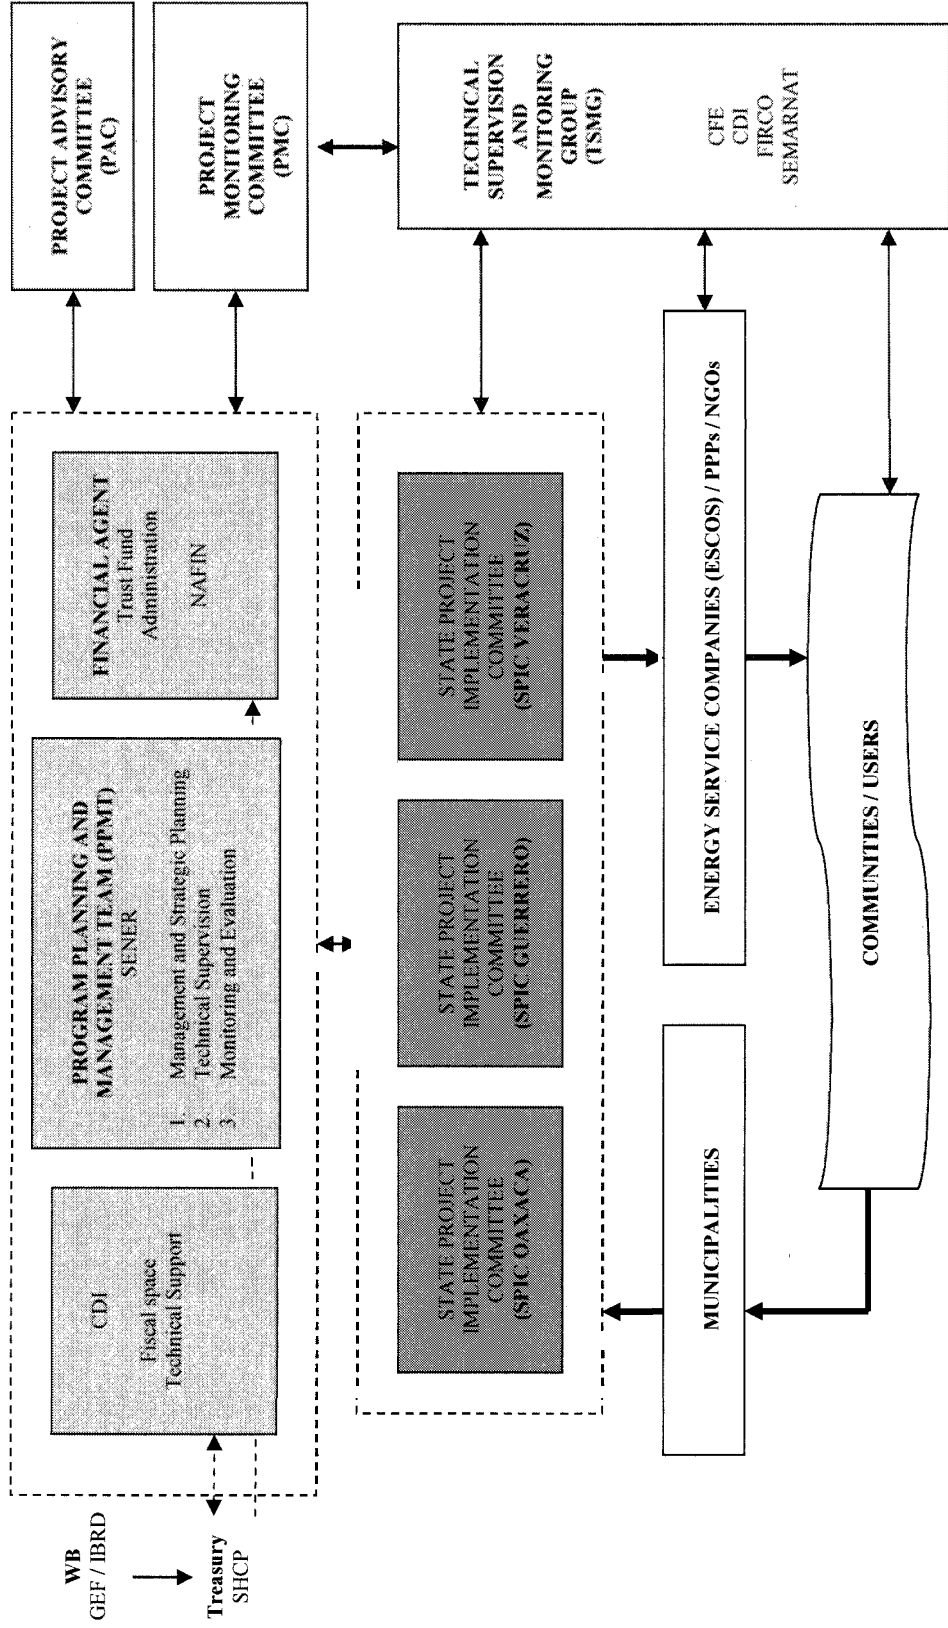 WB
GEF / IBRD
Treasury
SHCP
CDI
Fiscal space
Technical Support
PROGRAM PLANNING AND
MANAGEMENT TEAM (PPMT)
SENER
1. Management and Strategic Planning
2. Technical Supervision
3. Monitoring and Evaluation
FINANCIAL AGENT
Trust Fund
Administration
NAFIN
PROJECT ADVISORY
COMMITTEE
(PAC)
PROJECT
MONITORING
COMMITTEE
(PMC)
STATE PROJECT
IMPLEMENTATION
COMMITTEE
(SPIC OAXACA)
STATE PROJECT
IMPLEMENTATION
COMMITTEE
(SPIC GUERRERO)
STATE PROJECT
IMPLEMENTATION
COMMITTEE
(SPIC VERACRUZ)
TECHNICAL
SUPERVISION
AND
MONITORING
GROUP
(TSMG)
CFE
CDI
FIRCO
SEMARNAT
MUNICIPALITIES
ENERGY SERVICE COMPANIES (ESCOS) / PPPs / NGOs
COMMUNITIES / USERS